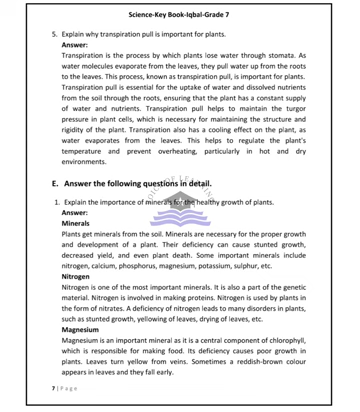 Science-Key Book-Iqbal-Grade 7
5. Explain why transpiration pull is important for plants.
Answer:
Transpiration is the process by which plants lose water through stomata. As
water molecules evaporate from the leaves, they pull water up from the roots
to the leaves. This process, known as transpiration pull, is important for plants.
Transpiration pull is essential for the uptake of water and dissolved nutrients
from the soil through the roots, ensuring that the plant has a constant supply
of water and nutrients. Transpiration pull helps to maintain the turgor
pressure in plant cells, which is necessary for maintaining the structure and
rigidity of the plant. Transpiration also has a cooling effect on the plant, as
water evaporates from the leaves. This helps to regulate the plant's
temperature and prevent overheating, particularly in hot and dry
environments.
E. Answer the following questions in detail.
1. Explain the importance of minerals for the healthy growth of plants.
Answer:
Minerals
Plants get minerals from the soil. Minerals are necessary for the proper growth
and development of a plant. Their deficiency can cause stunted growth,
decreased yield, and even plant death. Some important minerals include
nitrogen, calcium, phosphorus, magnesium, potassium, sulphur, etc.
Nitrogen
Nitrogen is one of the most important minerals. It is also a part of the genetic
material. Nitrogen is involved in making proteins. Nitrogen is used by plants in
the form of nitrates. A deficiency of nitrogen leads to many disorders in plants,
such as stunted growth, yellowing of leaves, drying of leaves, etc.
Magnesium
Magnesium is an important mineral as it is a central component of chlorophyll,
which is responsible for making food. Its deficiency causes poor growth in
plants. Leaves turn yellow from veins. Sometimes a reddish-brown colour
appears in leaves and they fall early.
7 | Page